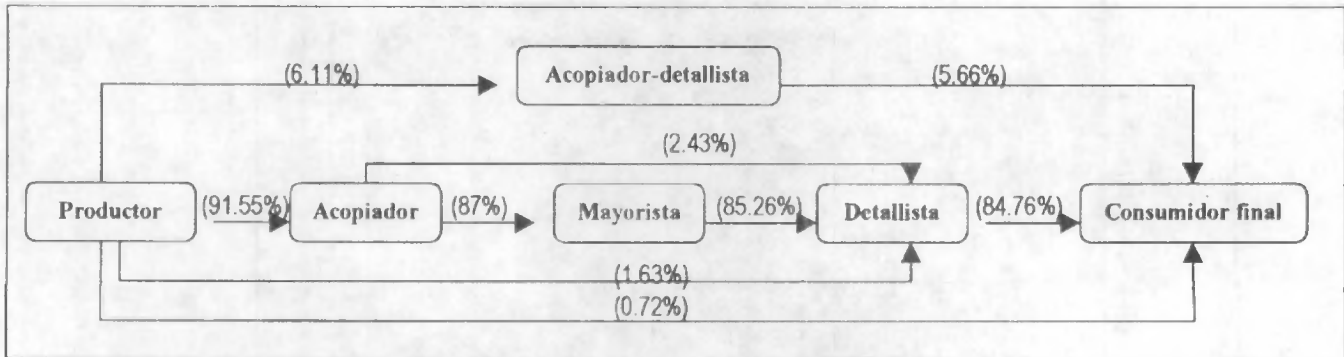 (6.11%) Acopiador-detallista (5.66%)
(2.43%)
Productor (91.55%) Acopiador (87%) Mayorista (85.26%) Detallista (84.76%) Consumidor final
(1.63%)
(0.72%)